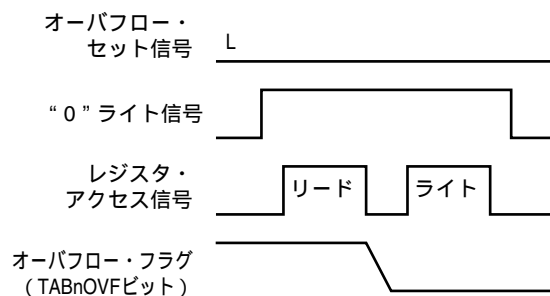 オーバフロー・
セット信号
L
“０”ライト信号
レジスタ・
アクセス信号
リード
ライト
オーバフロー・フラグ
（TABnOVFビット）